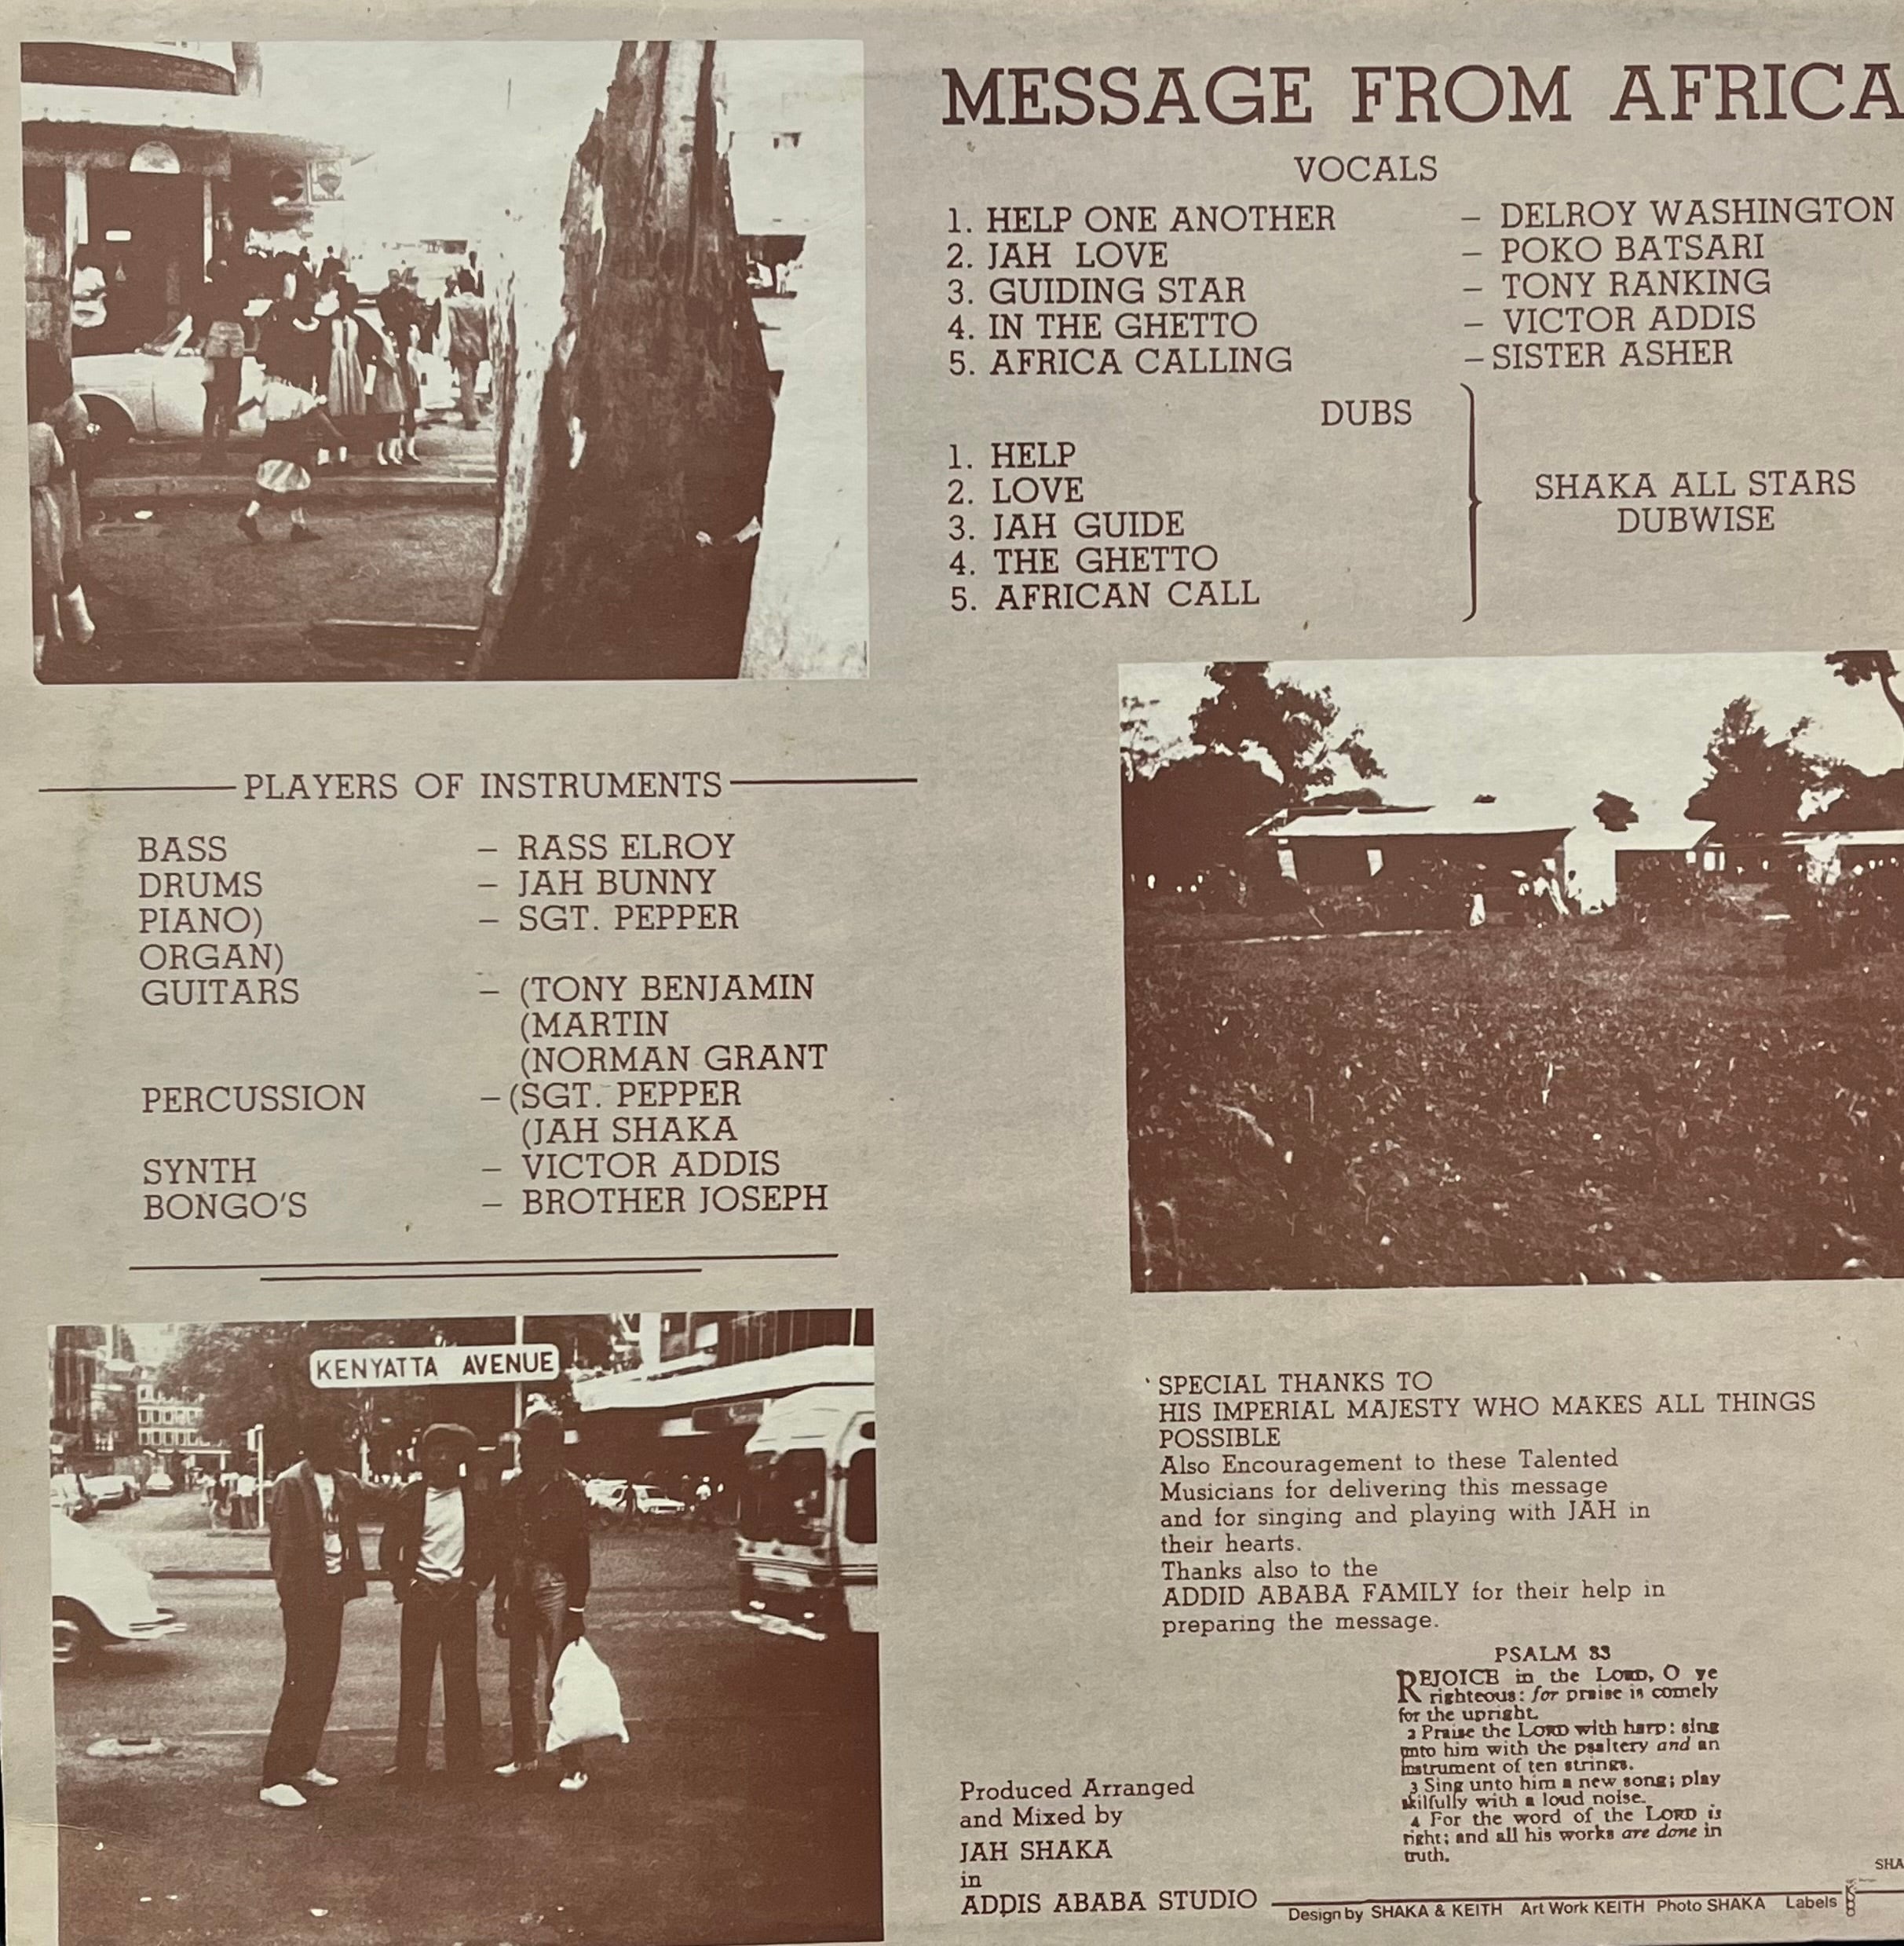 MESSAGE FROM AFRICA
VOCALS
1. HELP ONE ANOTHER – DELROY WASHINGTON
2. JAH LOVE – POKO BATSARI
3. GUIDING STAR – TONY RANKING
4. IN THE GHETTO – VICTOR ADDIS
5. AFRICA CALLING – SISTER ASHER
DUBS
1. HELP
2. LOVE
3. JAH GUIDE
4. THE GHETTO
5. AFRICAN CALL
SHAKA ALL STARS
DUBWISE
PLAYERS OF INSTRUMENTS
BASS – RASS ELROY
DRUMS – JAH BUNNY
PIANO) – SGT. PEPPER
ORGAN)
GUITARS – (TONY BENJAMIN
(MARTIN
(NORMAN GRANT
PERCUSSION – (SGT. PEPPER
(JAH SHAKA
SYNTH – VICTOR ADDIS
BONGO'S – BROTHER JOSEPH
KENYATTA AVENUE
SPECIAL THANKS TO
HIS IMPERIAL MAJESTY WHO MAKES ALL THINGS
POSSIBLE
Also Encouragement to these Talented
Musicians for delivering this message
and for singing and playing with JAH in
their hearts.
Thanks also to the
ADDID ABABA FAMILY for their help in
preparing the message.
PSALM 33
REJOICE in the LORD, O ye
righteous: for praise is comely
for the upright.
2 Praise the LORD with harp: sing
unto him with the psaltery and an
instrument of ten strings.
3 Sing unto him a new song; play
skilfully with a loud noise.
4 For the word of the LORD is
right; and all his works are done in
truth.
Produced Arranged
and Mixed by
JAH SHAKA
in
ADDIS ABABA STUDIO
SHA
Design by SHAKA & KEITH Art Work KEITH Photo SHAKA Labels